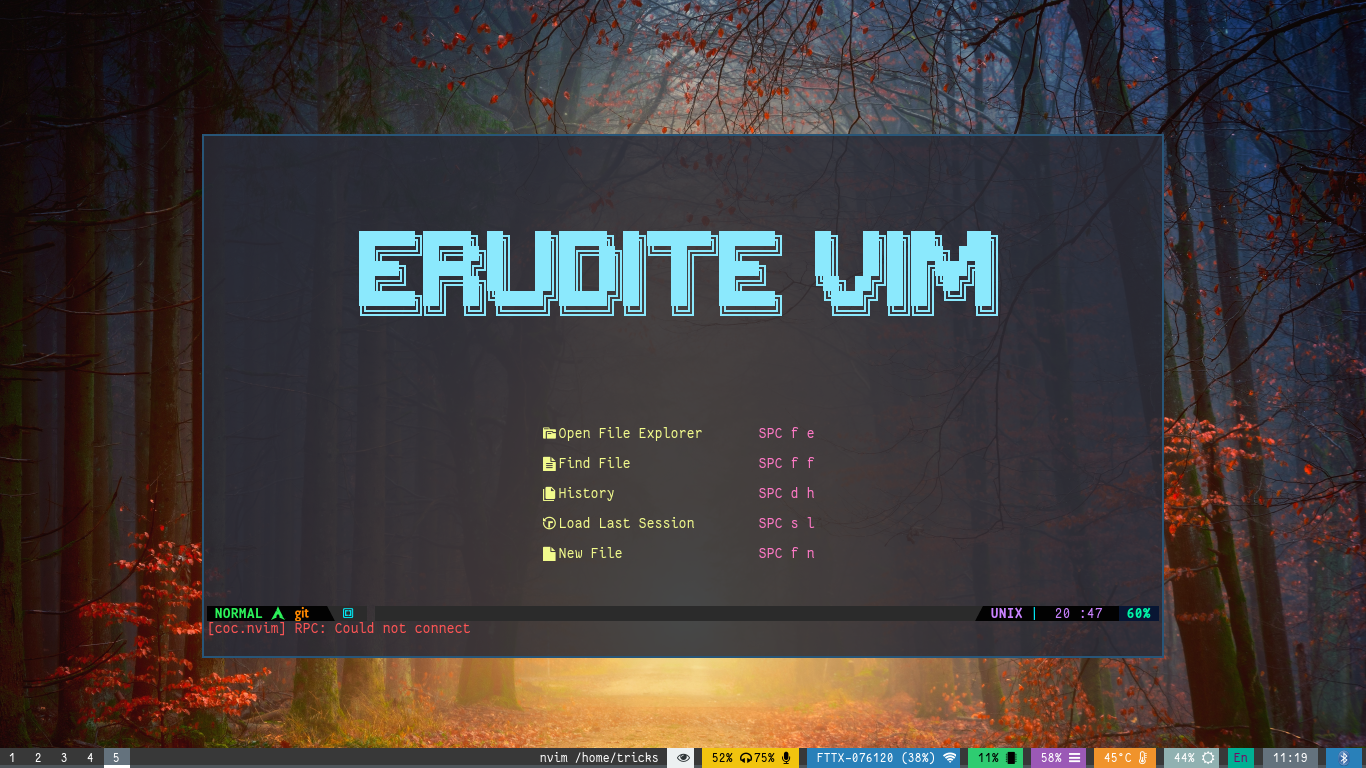 ERUDITE VIM
Open File Explorer SPC f e
Find File SPC f f
History SPC d h
Load Last Session SPC s l
New File SPC f n
NORMAL git UNIX | 20 :47 60%
[coc.nvim] RPC: Could not connect
1 2 3 4 5 nvim /home/tricks 52% 75% FTTX-076120 (38%) 11% 58% 45°C 44% En 11:19